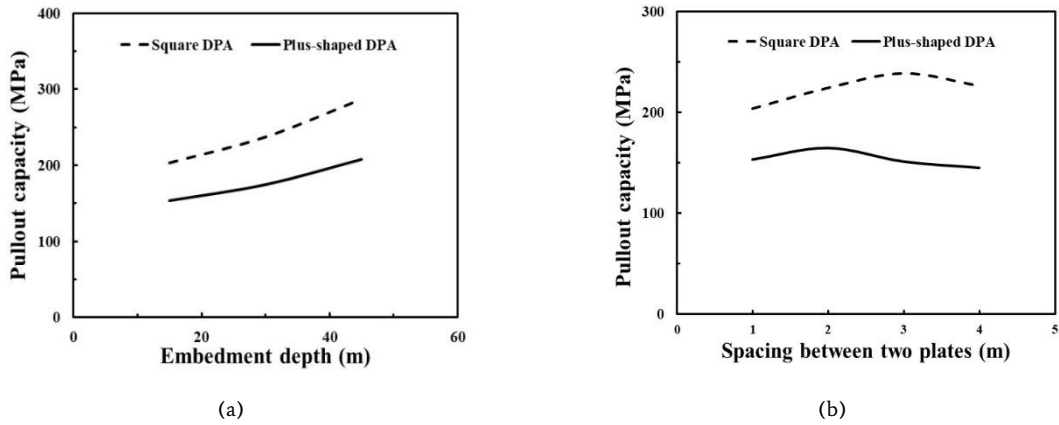 400
300
200
100
0
Pullout capacity (MPa)
Square DPA
Plus-shaped DPA
0 20 40 60
Embedment depth (m)
(a)
300
200
100
0
Pullout capacity (MPa)
Square DPA
Plus-shaped DPA
0 1 2 3 4 5
Spacing between two plates (m)
(b)